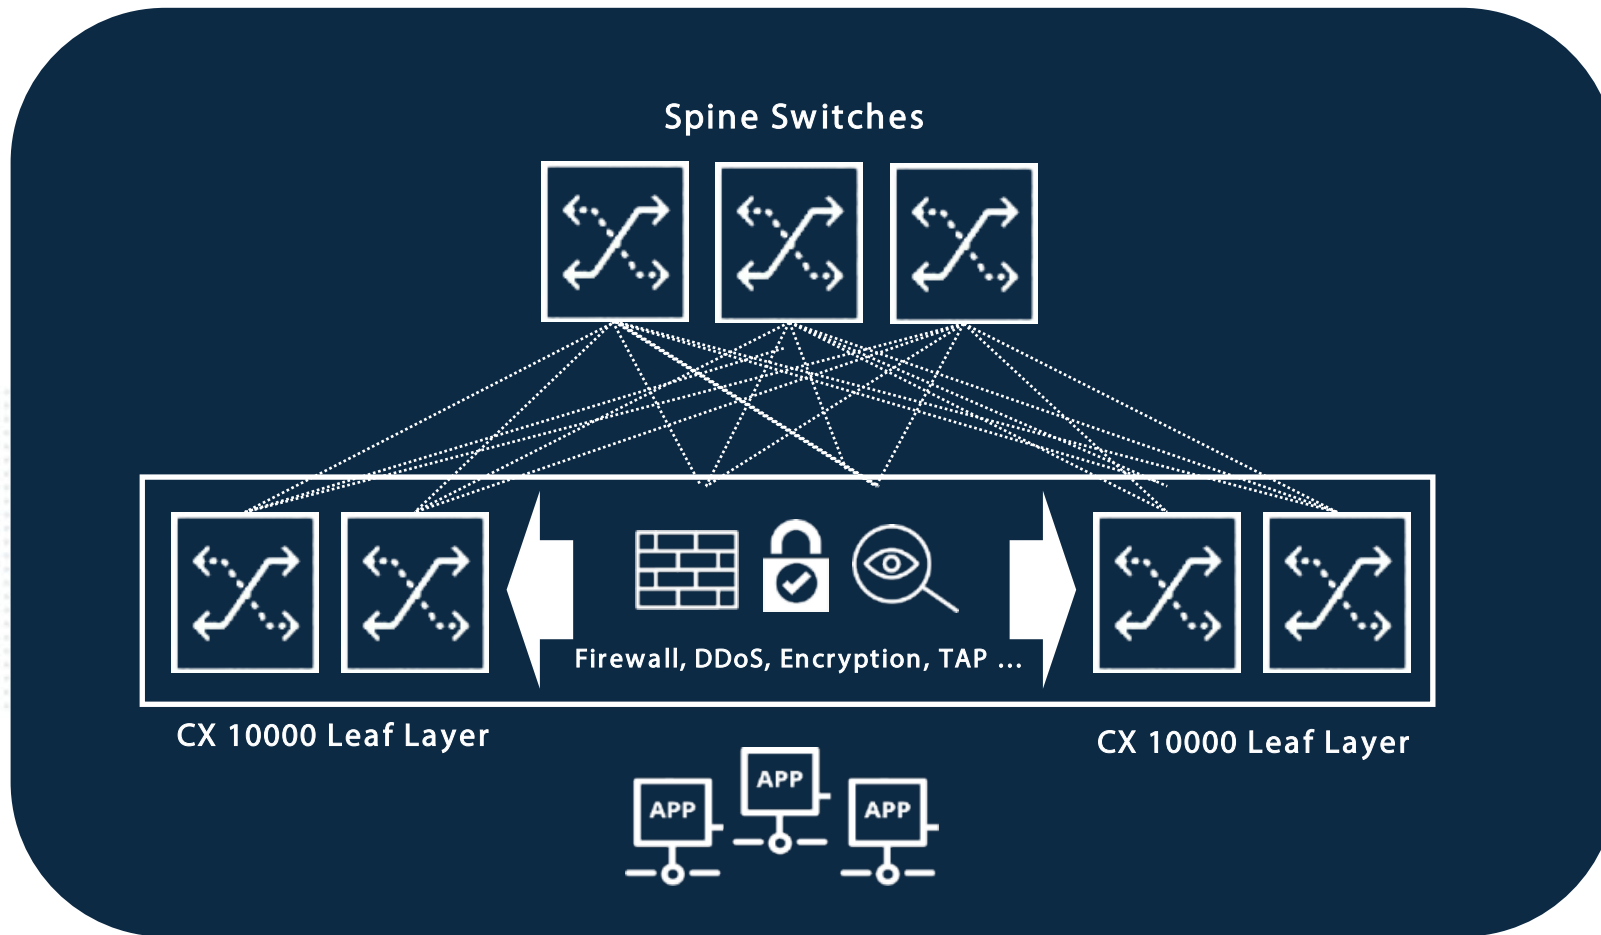 Spine Switches
Firewall, DDoS, Encryption, TAP ...
CX 10000 Leaf Layer
CX 10000 Leaf Layer
APP
APP
APP